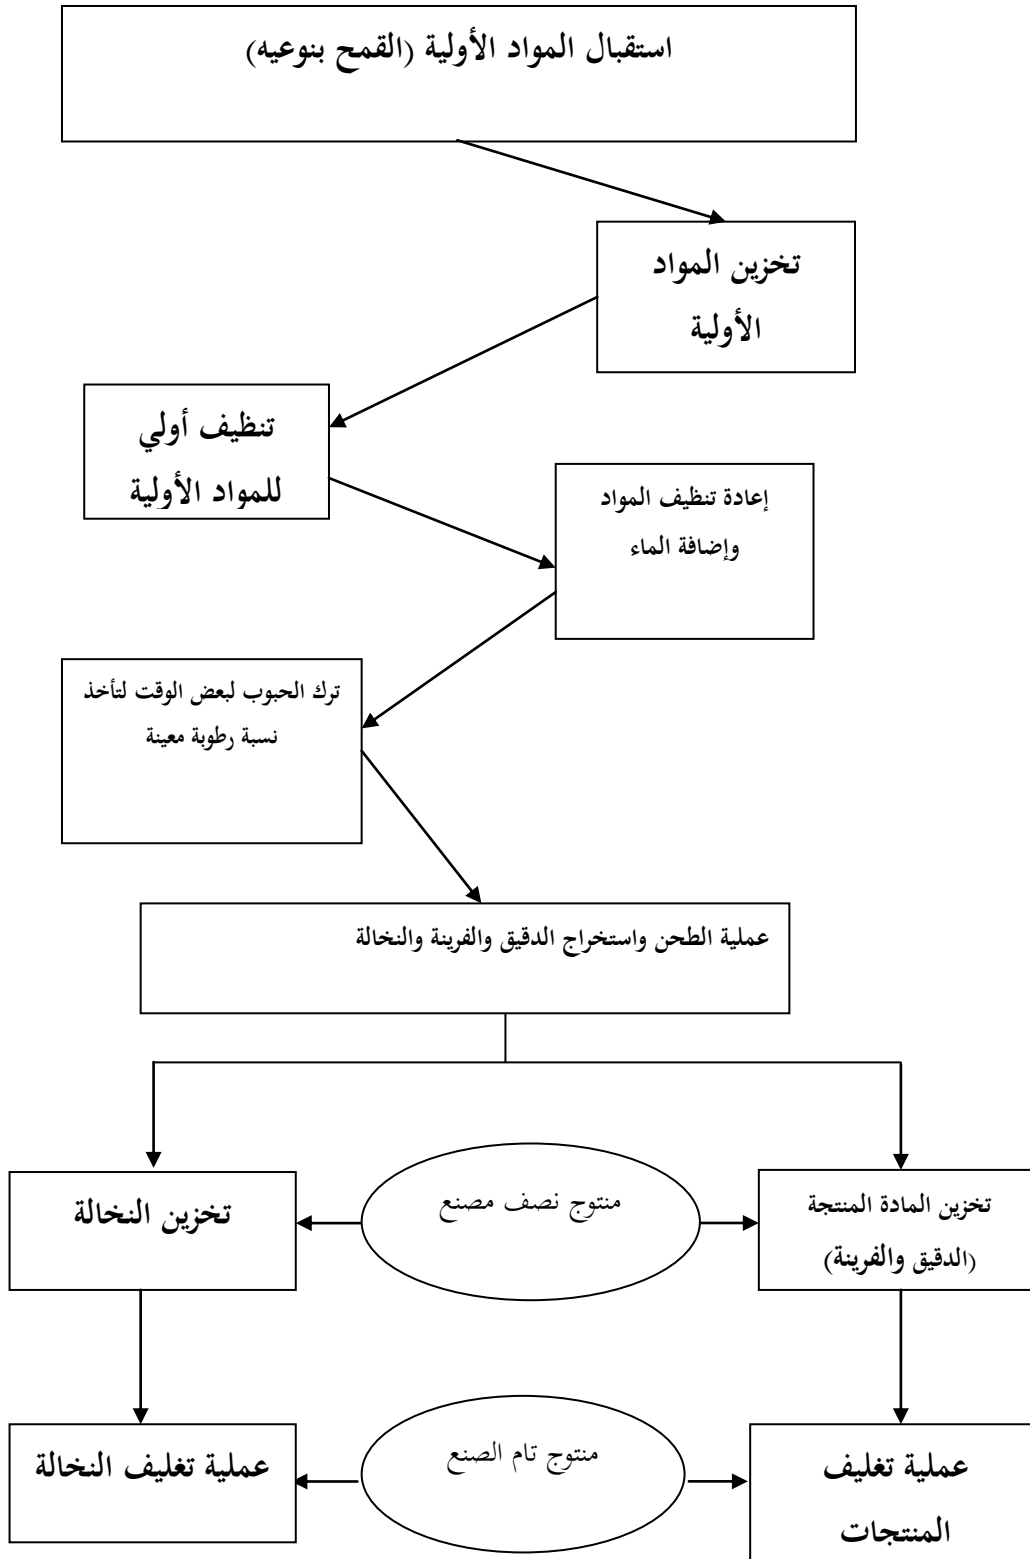 استقبال المواد الأولية (القمح بنوعيه)
تخزين المواد
الأولية
تنظيف أولي
للمواد الأولية
إعادة تنظيف المواد
وإضافة الماء
ترك الحبوب لبعض الوقت لتأخذ
نسبة رطوبة معينة
عملية الطحن واستخراج الدقيق والفرينة والنخالة
تخزين المادة المنتجة
(الدقيق والفرينة)
منتوج نصف مصنع
تخزين النخالة
عملية تغليف
المنتجات
منتوج تام الصنع
عملية تغليف النخالة